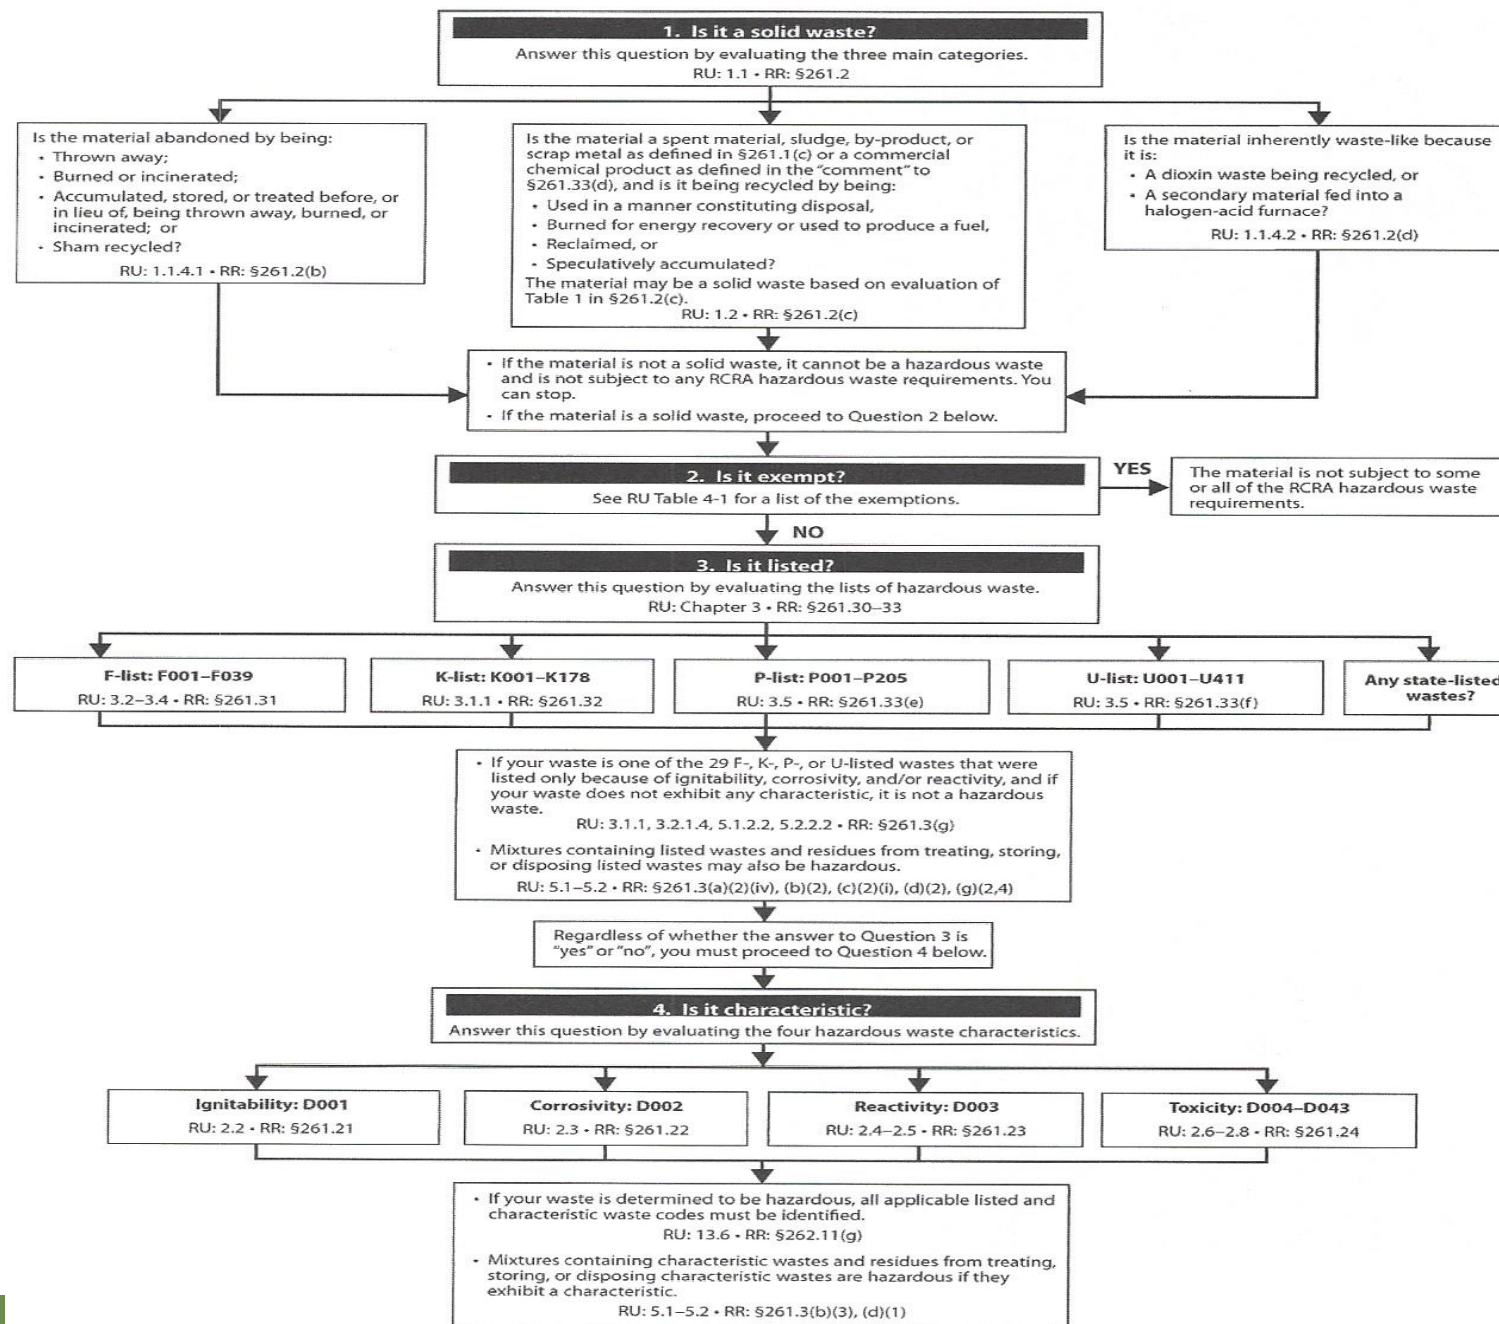 1. Is it a solid waste?
Answer this question by evaluating the three main categories.
RU: 1.1 • RR: §261.2
Is the material abandoned by being:
• Thrown away;
• Burned or incinerated;
• Accumulated, stored, or treated before, or
in lieu of, being thrown away, burned, or
incinerated; or
• Sham recycled?
RU: 1.1.4.1 • RR: §261.2(b)
Is the material a spent material, sludge, by-product, or
scrap metal as defined in §261.1(c) or a commercial
chemical product as defined in the "comment" to
§261.33(d), and is it being recycled by being:
• Used in a manner constituting disposal,
• Burned for energy recovery or used to produce a fuel,
• Reclaimed, or
• Speculatively accumulated?
The material may be a solid waste based on evaluation of
Table 1 in §261.2(c).
RU: 1.2 • RR: §261.2(c)
Is the material inherently waste-like because
it is:
• A dioxin waste being recycled, or
• A secondary material fed into a
halogen-acid furnace?
RU: 1.1.4.2 • RR: §261.2(d)
• If the material is not a solid waste, it cannot be a hazardous waste
and is not subject to any RCRA hazardous waste requirements. You
can stop.
• If the material is a solid waste, proceed to Question 2 below.
2. Is it exempt?
See RU Table 4-1 for a list of the exemptions.
YES
The material is not subject to some
or all of the RCRA hazardous waste
requirements.
NO
3. Is it listed?
Answer this question by evaluating the lists of hazardous waste.
RU: Chapter 3 • RR: §261.30–33
F-list: F001–F039
RU: 3.2–3.4 • RR: §261.31
K-list: K001–K178
RU: 3.1.1 • RR: §261.32
P-list: P001–P205
RU: 3.5 • RR: §261.33(e)
U-list: U001–U411
RU: 3.5 • RR: §261.33(f)
Any state-listed
wastes?
• If your waste is one of the 29 F-, K-, P-, or U-listed wastes that were
listed only because of ignitability, corrosivity, and/or reactivity, and if
your waste does not exhibit any characteristic, it is not a hazardous
waste.
RU: 3.1.1, 3.2.1.4, 5.1.2.2, 5.2.2.2 • RR: §261.3(g)
• Mixtures containing listed wastes and residues from treating, storing,
or disposing listed wastes may also be hazardous.
RU: 5.1–5.2 • RR: §261.3(a)(2)(iv), (b)(2), (c)(2)(i), (d)(2), (g)(2,4)
Regardless of whether the answer to Question 3 is
"yes" or "no", you must proceed to Question 4 below.
4. Is it characteristic?
Answer this question by evaluating the four hazardous waste characteristics.
Ignitability: D001
RU: 2.2 • RR: §261.21
Corrosivity: D002
RU: 2.3 • RR: §261.22
Reactivity: D003
RU: 2.4–2.5 • RR: §261.23
Toxicity: D004–D043
RU: 2.6–2.8 • RR: §261.24
• If your waste is determined to be hazardous, all applicable listed and
characteristic waste codes must be identified.
RU: 13.6 • RR: §262.11(g)
• Mixtures containing characteristic wastes and residues from treating,
storing, or disposing characteristic wastes are hazardous if they
exhibit a characteristic.
RU: 5.1–5.2 • RR: §261.3(b)(3), (d)(1)